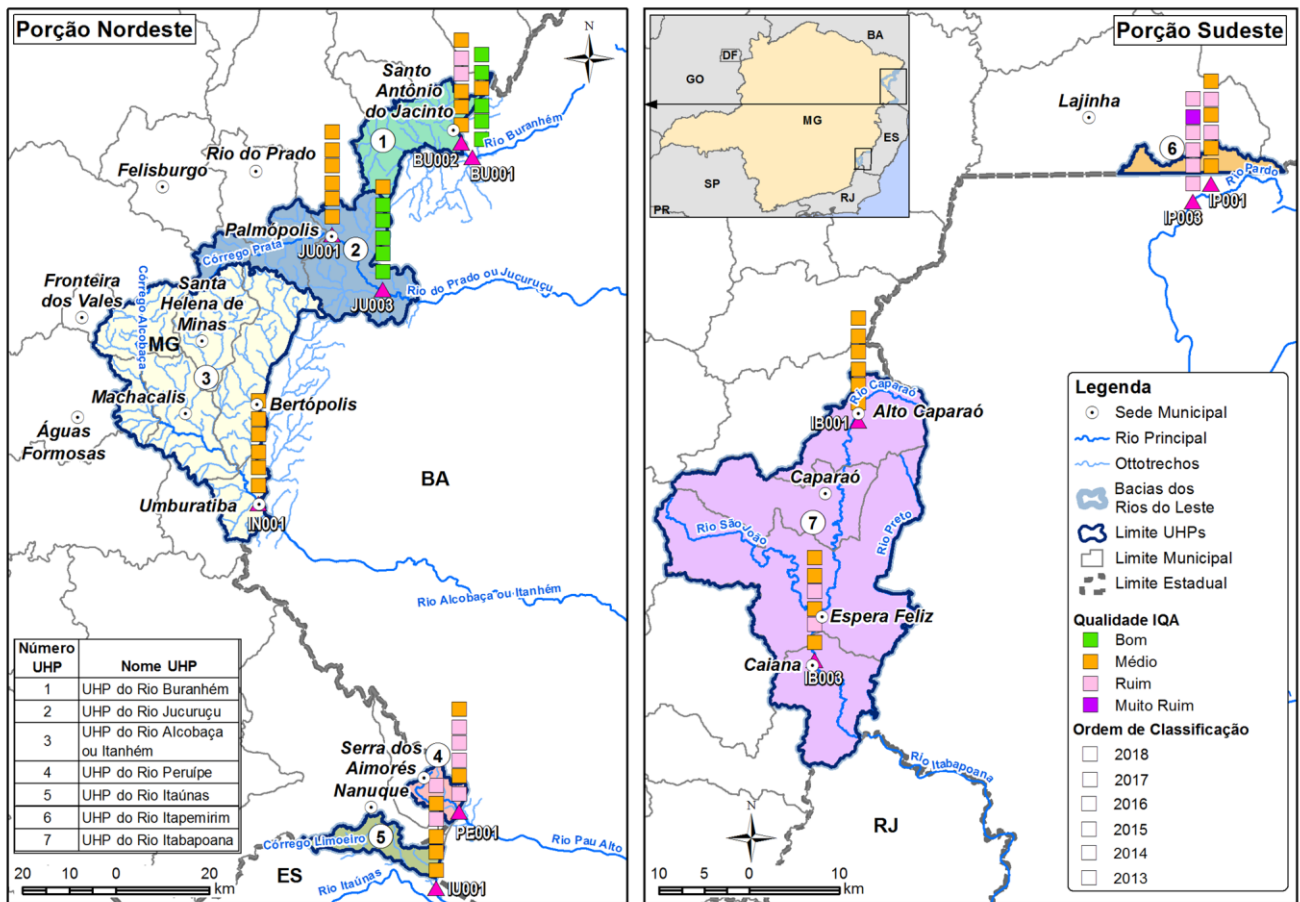 Porção Nordeste
N
Santo
Antônio
do Jacinto
1
Rio Buranhém
BU002
BU001
Rio do Prado
Felisburgo
Palmópolis
JU001
2
Córrego Prata
Rio do Prado ou Jucuruçu
JU003
Fronteira
dos Vales
Córrego Alcobaça
Santa
Helena de
Minas
MG
3
Machacalis
Bertópolis
Águas
Formosas
BA
Umburatiba
IN001
Rio Alcobaça ou Itanhém
Número
UHP
Nome UHP
1 UHP do Rio Buranhém
2 UHP do Rio Jucuruçu
3 UHP do Rio Alcobaça
ou Itanhém
4 UHP do Rio Peruípe
5 UHP do Rio Itaúnas
6 UHP do Rio Itapemirim
7 UHP do Rio Itabapoana
Serra dos
Aimorés
4
Nanuque
PE001
Rio Pau Alto
Córrego Limoeiro
5
ES
Rio Itaúnas
IU001
20 10 0 20
km
Porção Sudeste
BA
DF
GO
MG
ES
SP
RJ
PR
Lajinha
6
Rio Pardo
IP001
IP003
Rio Caparaó
IB001
Alto Caparaó
Caparaó
7
Rio São
João
Rio Preto
Espera Feliz
Caiana
IB003
Rio Itabapoana
N
RJ
10 5 0 10
km
Legenda
Sede Municipal
Rio Principal
Ottotrechos
Bacias dos
Rios do Leste
Limite UHPs
Limite Municipal
Limite Estadual
Qualidade IQA
Bom
Médio
Ruim
Muito Ruim
Ordem de Classificação
2018
2017
2016
2015
2014
2013